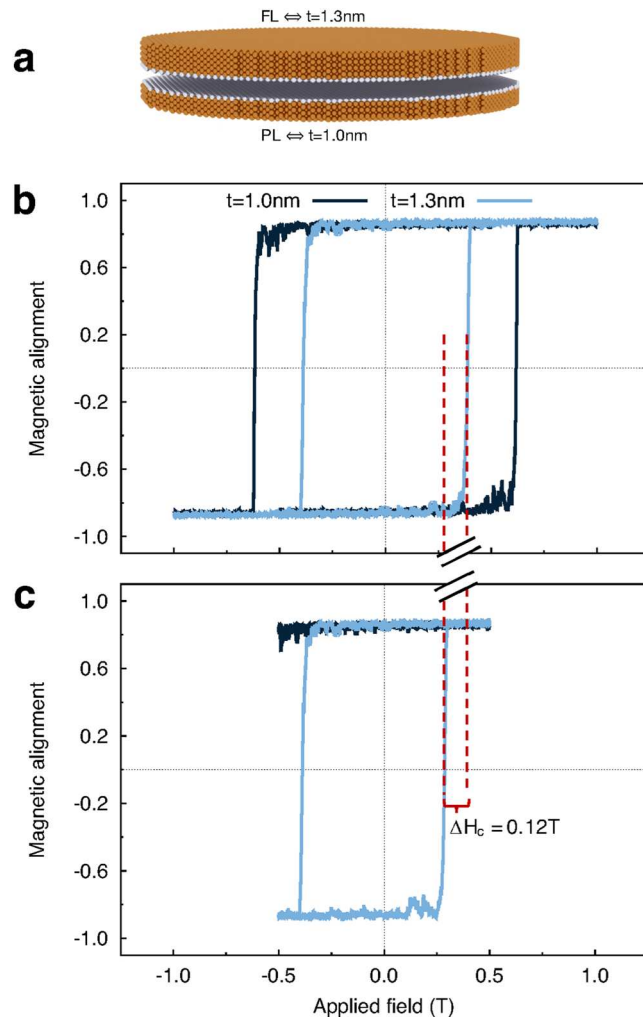 FL ⇔ t=1.3nm
a
PL ⇔ t=1.0nm
b
t=1.0nm t=1.3nm
1.0
0.6
0.2
-0.2
-0.6
-1.0
Magnetic alignment
c
1.0
0.6
0.2
-0.2
-0.6
-1.0
Magnetic alignment
ΔHc = 0.12T
-1.0 -0.5 0.0 0.5 1.0
Applied field (T)